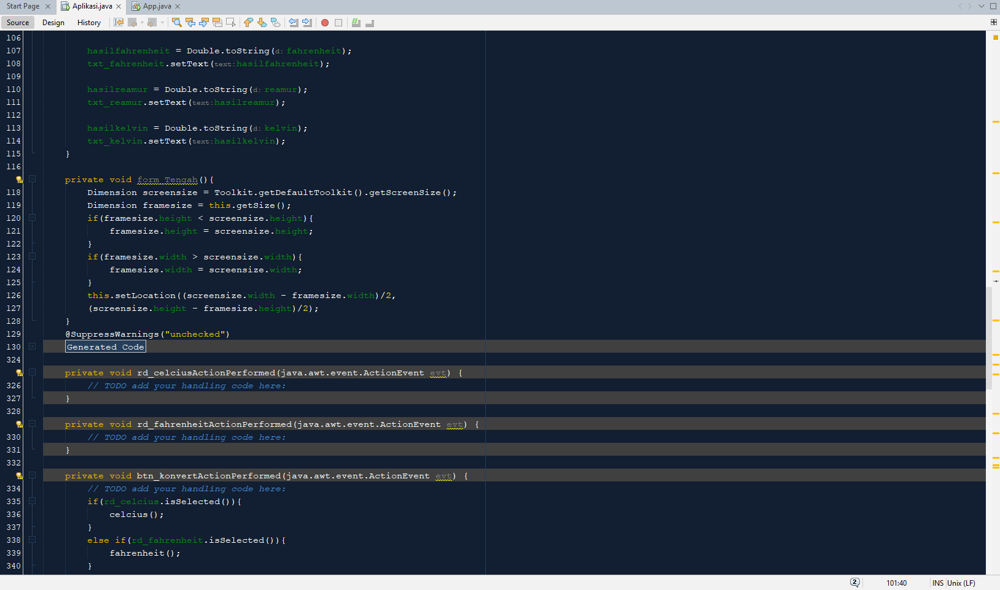 Start Page Aplikasi.java App.java
Source Design History
106
107 hasilfahrenheit = Double.toString(d: fahrenheit);
108 txt_fahrenheit.setText(text:hasilfahrenheit);
109
110 hasilreamur = Double.toString(d: reamur);
111 txt_reamur.setText(text:hasilreamur);
112
113 hasilkelvin = Double.toString(d: kelvin);
114 txt_kelvin.setText(text:hasilkelvin);
115 }
116
private void form_Tengah(){
118 Dimension screensize = Toolkit.getDefaultToolkit().getScreenSize();
119 Dimension framesize = this.getSize();
120 if(framesize.height < screensize.height){
121 framesize.height = screensize.height;
122 }
123 if(framesize.width > screensize.width){
124 framesize.width = screensize.width;
125 }
126 this.setLocation((screensize.width - framesize.width)/2,
127 (screensize.height - framesize.height)/2);
128 }
129 @SuppressWarnings("unchecked")
130 Generated Code
324
private void rd_celciusActionPerformed(java.awt.event.ActionEvent evt) {
326 // TODO add your handling code here:
327 }
328
private void rd_fahrenheitActionPerformed(java.awt.event.ActionEvent evt) {
330 // TODO add your handling code here:
331 }
332
private void btn_konvertActionPerformed(java.awt.event.ActionEvent evt) {
334 // TODO add your handling code here:
335 if(rd_celcius.isSelected()){
336 celcius();
337 }
338 else if(rd_fahrenheit.isSelected()){
339 fahrenheit();
340 }
2 101:40 INS Unix (LF)